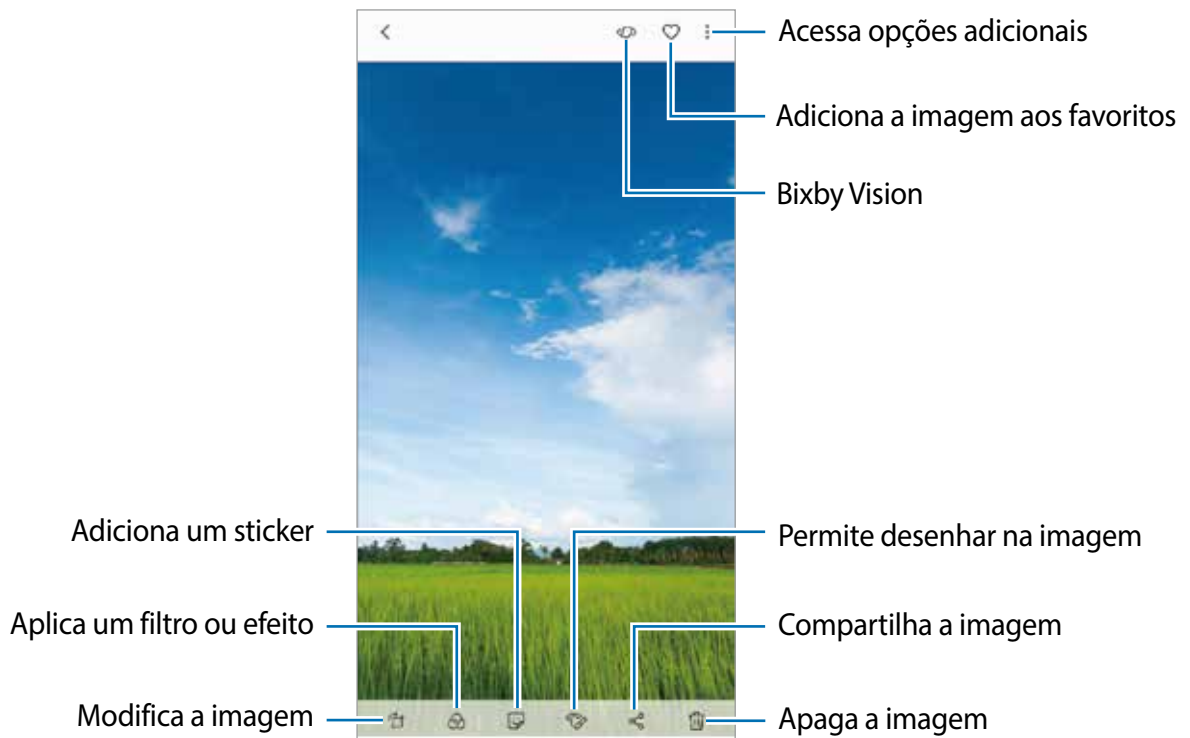 Acessa opções adicionais
Adiciona a imagem aos favoritos
Bixby Vision
Adiciona um sticker
Permite desenhar na imagem
Aplica um filtro ou efeito
Compartilha a imagem
Modifica a imagem
Apaga a imagem